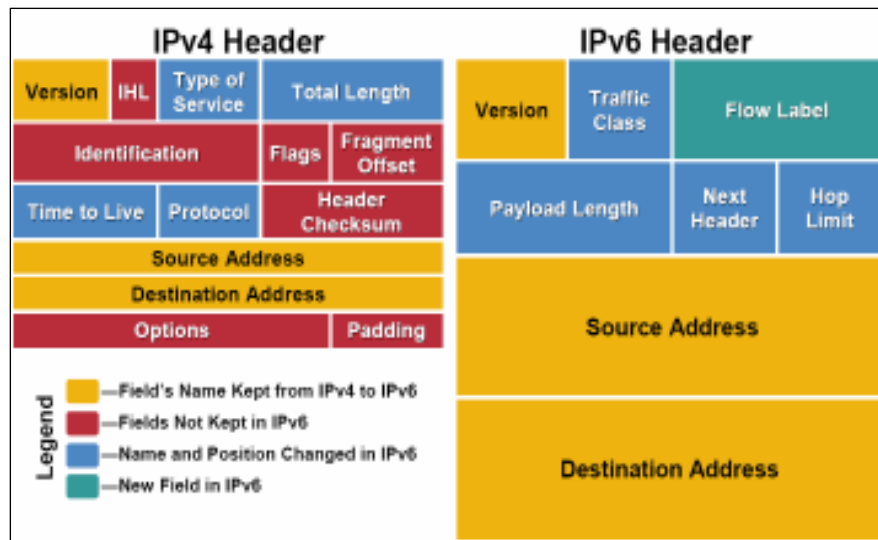 IPv4 Header
Version IHL Type of Service Total Length
Identification Flags Fragment Offset
Time to Live Protocol Header Checksum
Source Address
Destination Address
Options Padding
Legend
—Field's Name Kept from IPv4 to IPv6
—Fields Not Kept in IPv6
—Name and Position Changed in IPv6
—New Field in IPv6
IPv6 Header
Version Traffic Class Flow Label
Payload Length Next Header Hop Limit
Source Address
Destination Address